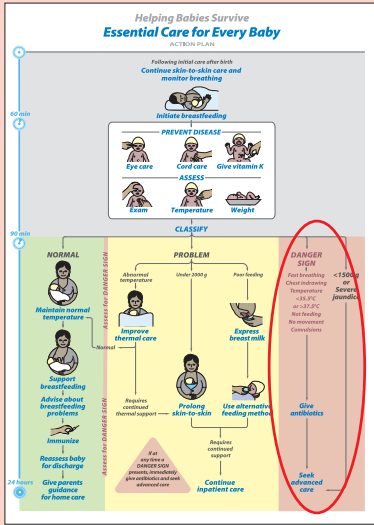 Helping Babies Survive
Essential Care for Every Baby
ACTION PLAN
Following initial care after birth
Continue skin-to-skin care and
monitor breathing
Initiate breastfeeding
60 min
PREVENT DISEASE
Eye care
Cord care
Give vitamin K
ASSESS
Exam
Temperature
Weight
90 min
CLASSIFY
NORMAL
Maintain normal
temperature
Support
breastfeeding
Advise about
breastfeeding
problems
Immunize
Reassess baby
for discharge
Give parents
guidance
for home care
Assess for DANGER SIGN
Assess for DANGER SIGN
PROBLEM
Abnormal
temperature
Improve
thermal care
Normal
Requires
continued
thermal support
Under 2000 g
Prolong
skin-to-skin
Poor feeding
Express
breast milk
Use alternative
feeding method
Requires
continued
support
Continue
inpatient care
If at
any time a
DANGER SIGN
presents, immediately
give antibiotics and seek
advanced care
DANGER
SIGN
Fast breathing
Chest indrawing
Temperature
<35.5°C
or >37.5°C
Not feeding
No movement
Convulsions
Give
antibiotics
Seek
advanced
care
<1500 g
or
Severe
jaundice
24 hours